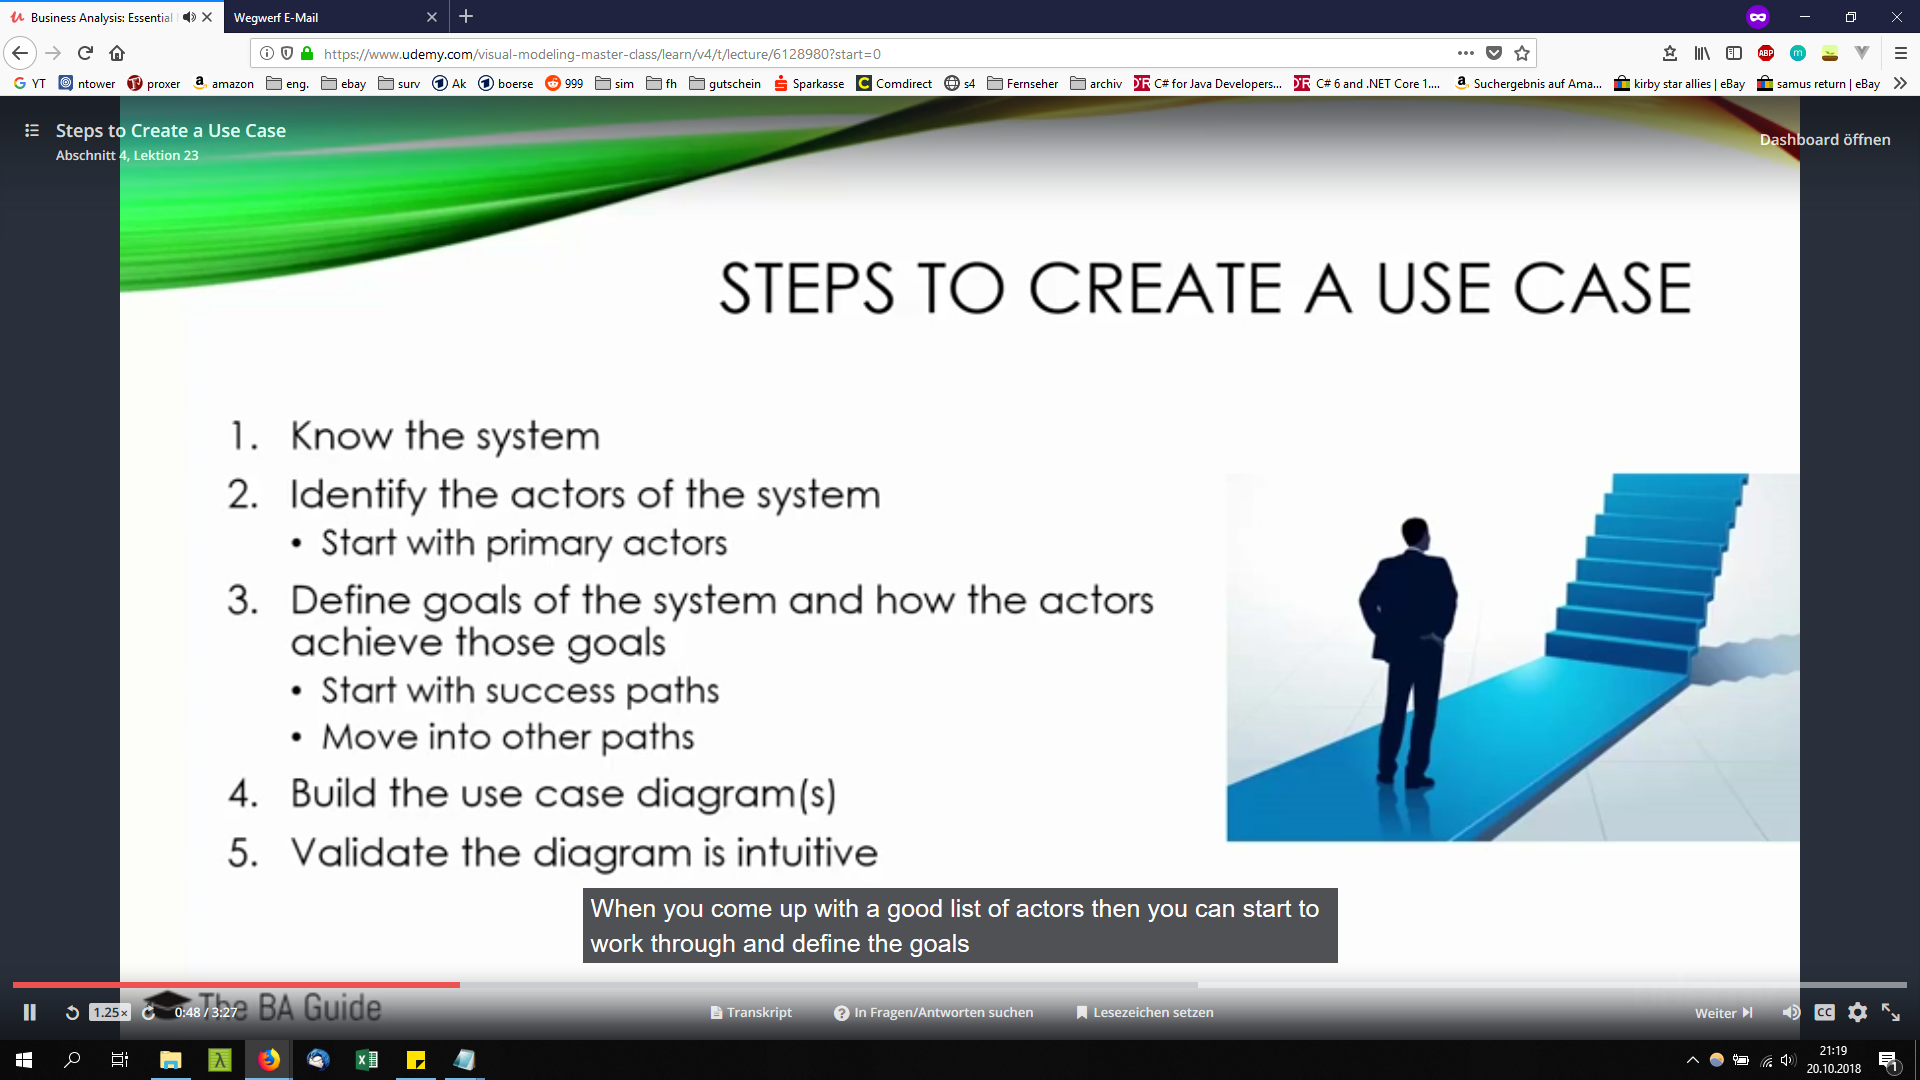 Business Analysis: Essential
Wegwerf E-Mail
https://www.udemy.com/visual-modeling-master-class/learn/v4/t/lecture/6128980?start=0
ABP
m
YT
ntower
proxer
amazon
eng.
ebay
surv
Ak
boerse
999
sim
fh
gutschein
Sparkasse
Comdirect
s4
Fernseher
archiv
C# for Java Developers...
C# 6 and .NET Core 1....
Suchergebnis auf Ama...
kirby star allies | eBay
samus return | eBay
Steps to Create a Use Case
Abschnitt 4, Lektion 23
Dashboard öffnen
STEPS TO CREATE A USE CASE
1. Know the system
2. Identify the actors of the system
• Start with primary actors
3. Define goals of the system and how the actors
achieve those goals
• Start with success paths
• Move into other paths
4. Build the use case diagram(s)
5. Validate the diagram is intuitive
When you come up with a good list of actors then you can start to
work through and define the goals
The BA Guide
1.25×
0:48 / 3:27
Transkript
In Fragen/Antworten suchen
Lesezeichen setzen
Weiter
CC
21:19
20.10.2018
1